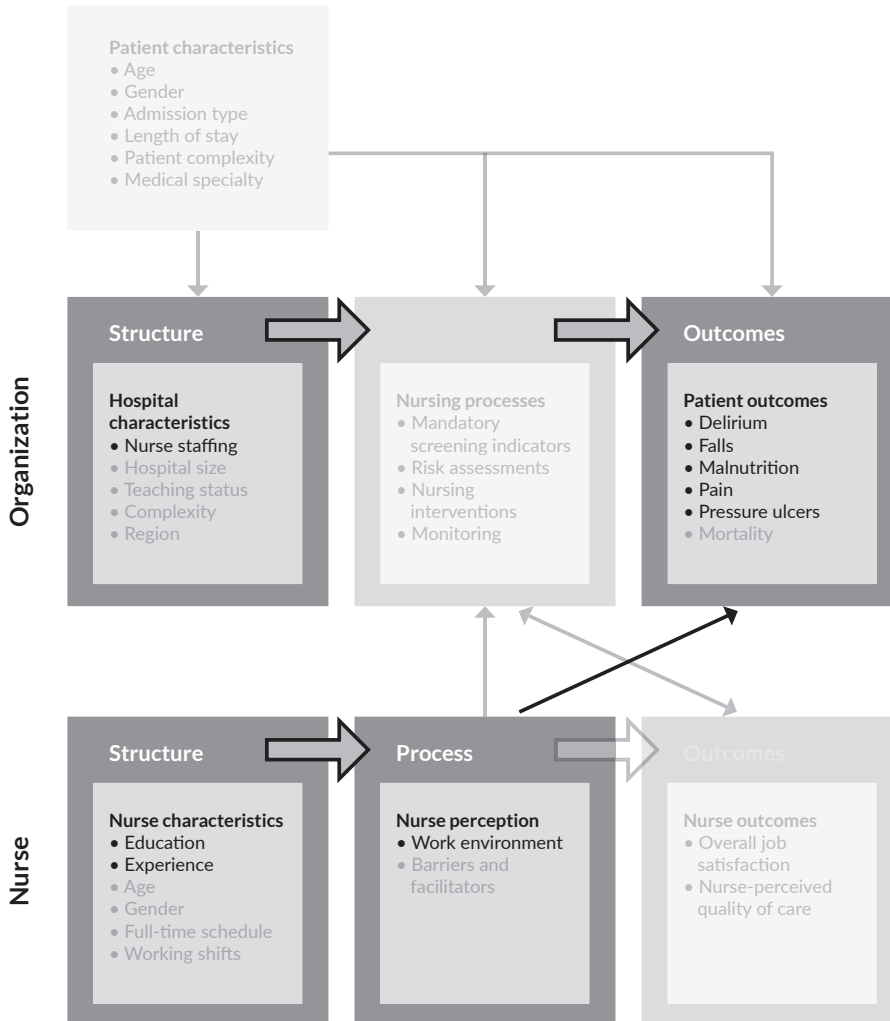 Patient characteristics
• Age
• Gender
• Admission type
• Length of stay
• Patient complexity
• Medical specialty
Organization
Structure
Hospital
characteristics
• Nurse staffing
• Hospital size
• Teaching status
• Complexity
• Region
Nursing processes
• Mandatory
screening indicators
• Risk assessments
• Nursing
interventions
• Monitoring
Outcomes
Patient outcomes
• Delirium
• Falls
• Malnutrition
• Pain
• Pressure ulcers
• Mortality
Nurse
Structure
Nurse characteristics
• Education
• Experience
• Age
• Gender
• Full-time schedule
• Working shifts
Process
Nurse perception
• Work environment
• Barriers and
facilitators
Outcomes
Nurse outcomes
• Overall job
satisfaction
• Nurse-perceived
quality of care